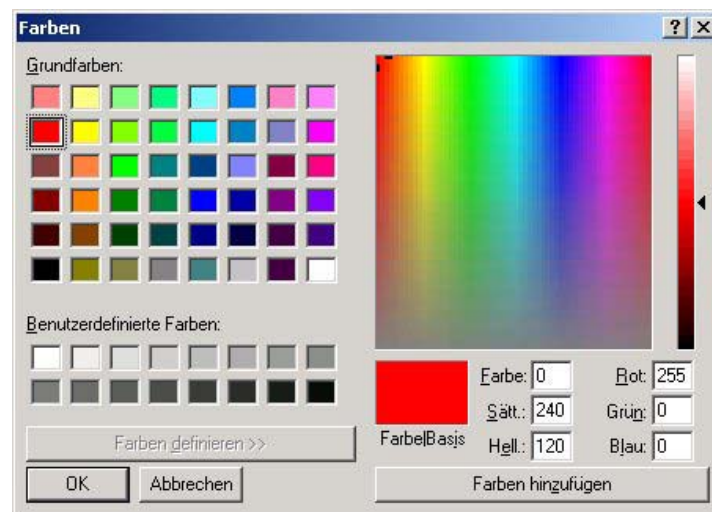 Farben
Grundfarben:
Benutzerdefinierte Farben:
Farben definieren >>
OK
Abbrechen
Farbe|Basis
Farbe: 0
Sätt.: 240
Hell.: 120
Rot: 255
Grün: 0
Blau: 0
Farben hinzufügen